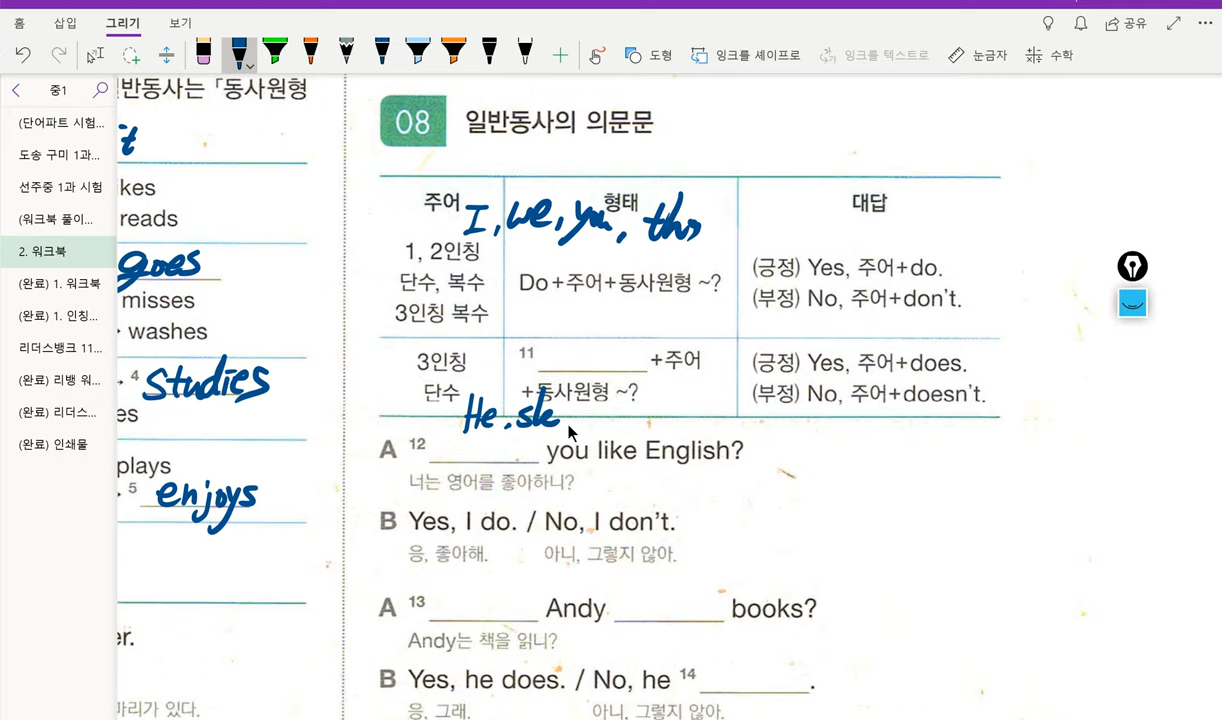 홈 삽입 그리기 보기
공유
도형 잉크를 셰이프로 잉크를 텍스트로 눈금자 수학
중1
(단어파트 시험...
도송 구미 1과...
선주중 1과 시험
(워크북 풀이...
2. 워크북
(완료) 1. 워크북
(완료) 1. 인칭...
리더스뱅크 11...
(완료) 리뱅 워...
(완료) 리더스...
(완료) 인쇄물
반동사는 「동사원형
kes
reads
goes
misses
washes
4 studies
es
plays
5 enjoys
er.
마리가 있다.
08 일반동사의 의문문
주어 형태 대답
I, we, you,
1, 2인칭
단수, 복수
3인칭 복수
Do+주어+동사원형 ~?
(긍정) Yes, 주어+do.
(부정) No, 주어+don't.
3인칭
단수
11 ________ +주어
+동사원형 ~?
(긍정) Yes, 주어+does.
(부정) No, 주어+doesn't.
He.
A 12 ________ you like English?
너는 영어를 좋아하니?
B Yes, I do. / No, I don't.
응, 좋아해. 아니, 그렇지 않아.
A 13 ________ Andy ________ books?
Andy는 책을 읽니?
B Yes, he does. / No, he 14 ________.
응, 그래. 아니, 그렇지 않아.